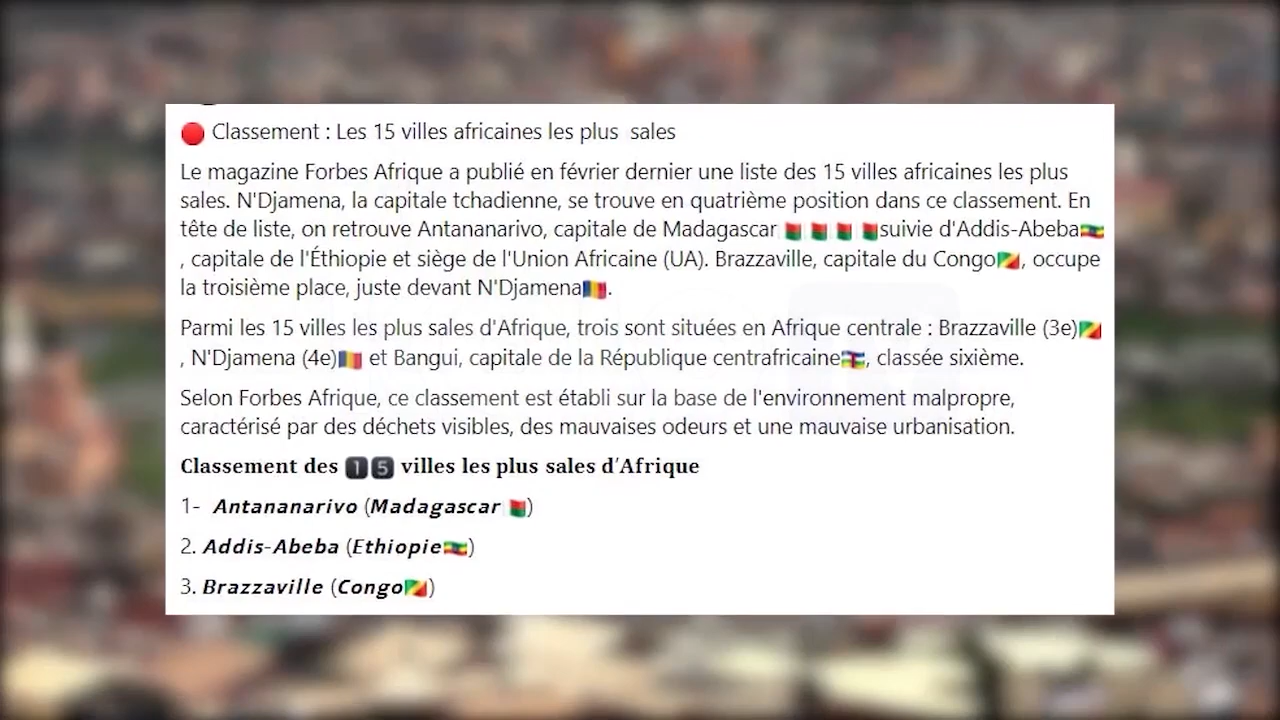 🔴 Classement : Les 15 villes africaines les plus sales
Le magazine Forbes Afrique a publié en février dernier une liste des 15 villes africaines les plus
sales. N'Djamena, la capitale tchadienne, se trouve en quatrième position dans ce classement. En
tête de liste, on retrouve Antananarivo, capitale de Madagascar 🇲🇬 🇲🇬 🇲🇬 🇲🇬suivie d'Addis-Abeba🇪🇹
, capitale de l'Éthiopie et siège de l'Union Africaine (UA). Brazzaville, capitale du Congo🇨🇬, occupe
la troisième place, juste devant N'Djamena🇹🇩.
Parmi les 15 villes les plus sales d'Afrique, trois sont situées en Afrique centrale : Brazzaville (3e)🇨🇬
, N'Djamena (4e)🇹🇩 et Bangui, capitale de la République centrafricaine🇨🇫, classée sixième.
Selon Forbes Afrique, ce classement est établi sur la base de l'environnement malpropre,
caractérisé par des déchets visibles, des mauvaises odeurs et une mauvaise urbanisation.
Classement des 1️⃣5️⃣ villes les plus sales d'Afrique
1- Antananarivo (Madagascar 🇲🇬)
2. Addis-Abeba (Ethiopie🇪🇹)
3. Brazzaville (Congo🇨🇬)